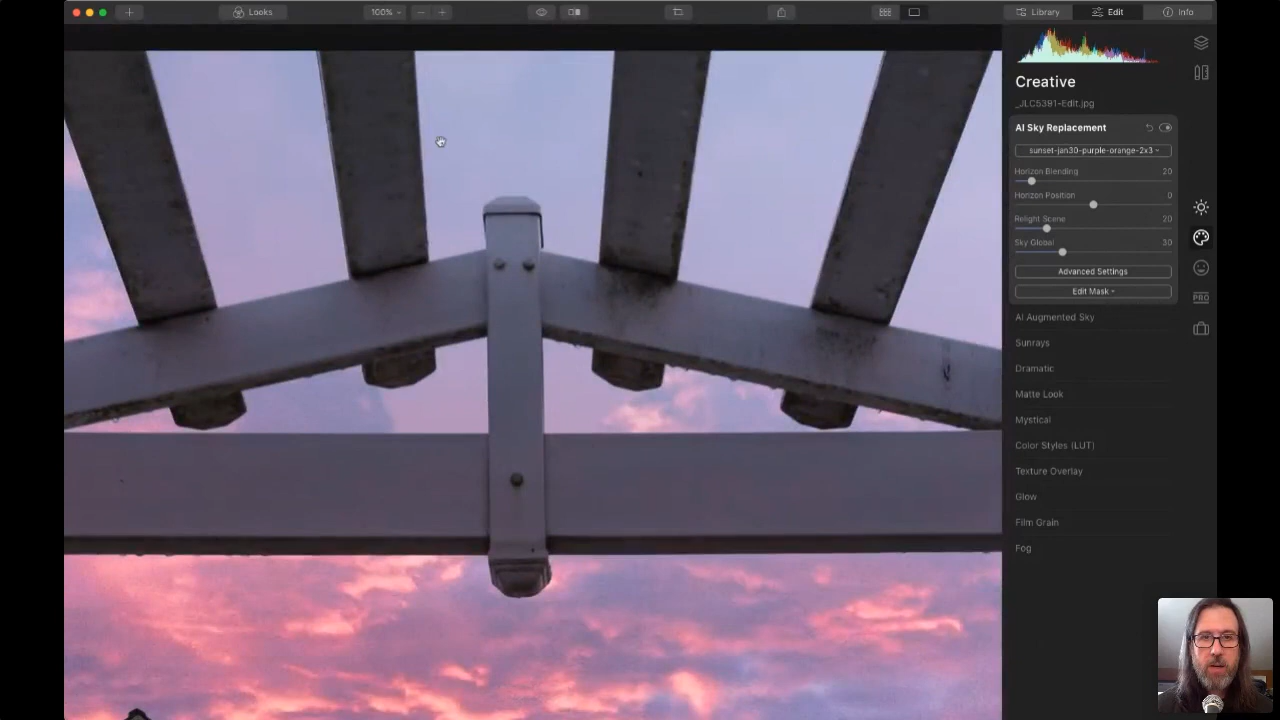 Looks
100%
Library
Edit
Info
Creative
_JLC5391-Edit.jpg
AI Sky Replacement
sunset-jan30-purple-orange-2x3
Horizon Blending 20
Horizon Position 0
Relight Scene 20
Sky Global 30
Advanced Settings
Edit Mask
AI Augmented Sky
Sunrays
PRO
Dramatic
Matte Look
Mystical
Color Styles (LUT)
Texture Overlay
Glow
Film Grain
Fog